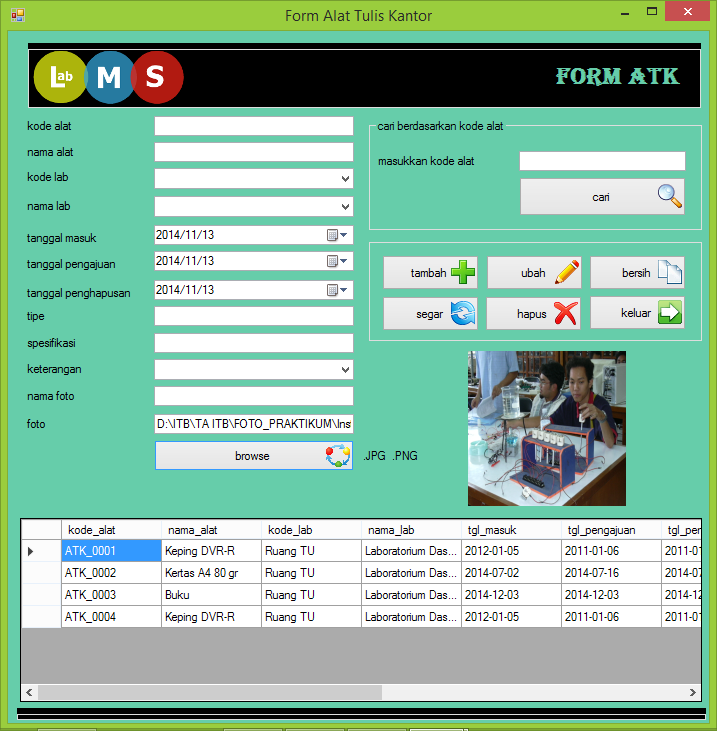 Form Alat Tulis Kantor
Lab M S
FORM ATK
kode alat
nama alat
kode lab
nama lab
tanggal masuk 2014/11/13
tanggal pengajuan 2014/11/13
tanggal penghapusan 2014/11/13
tipe
spesifikasi
keterangan
nama foto
foto D:\ITB\TA ITB\FOTO_PRAKTIKUM\Ins
browse .JPG .PNG
cari berdasarkan kode alat
masukkan kode alat
cari
tambah ubah bersih
segar hapus keluar
kode_alat nama_alat kode_lab nama_lab tgl_masuk tgl_pengajuan tgl_per
ATK_0001 Keping DVR-R Ruang TU Laboratorium Das... 2012-01-05 2011-01-06 2011-01
ATK_0002 Kertas A4 80 gr Ruang TU Laboratorium Das... 2014-07-02 2014-07-16 2014-07
ATK_0003 Buku Ruang TU Laboratorium Das... 2014-12-03 2014-12-03 2014-12
ATK_0004 Keping DVR-R Ruang TU Laboratorium Das... 2012-01-05 2011-01-06 2011-01